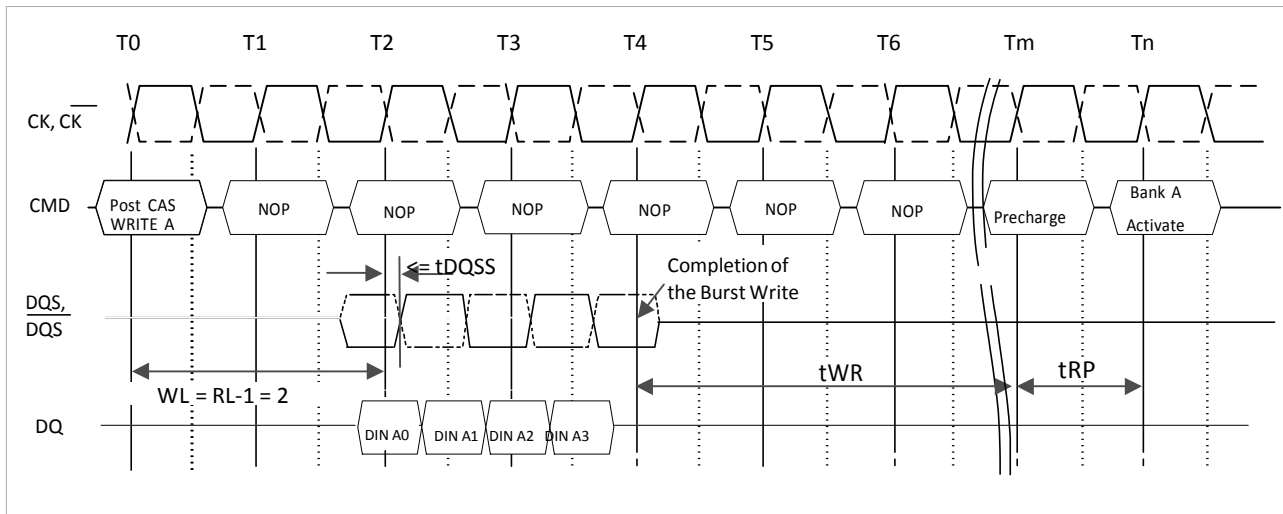 T0 T1 T2 T3 T4 T5 T6 Tm Tn
CK, CK
CMD
Post CAS
WRITE A
NOP
NOP
NOP
NOP
NOP
NOP
Precharge
Bank A
Activate
<= tDQSS
Completion of
the Burst Write
DQS,
DQS
WL = RL-1 = 2
tWR
tRP
DQ
DIN A0
DIN A1
DIN A2
DIN A3